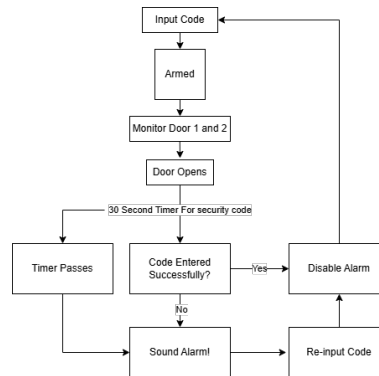 Input Code
Armed
Monitor Door 1 and 2
Door Opens
30 Second Timer For security code
Timer Passes
Code Entered
Successfully?
Yes
Disable Alarm
No
Sound Alarm!
Re-input Code